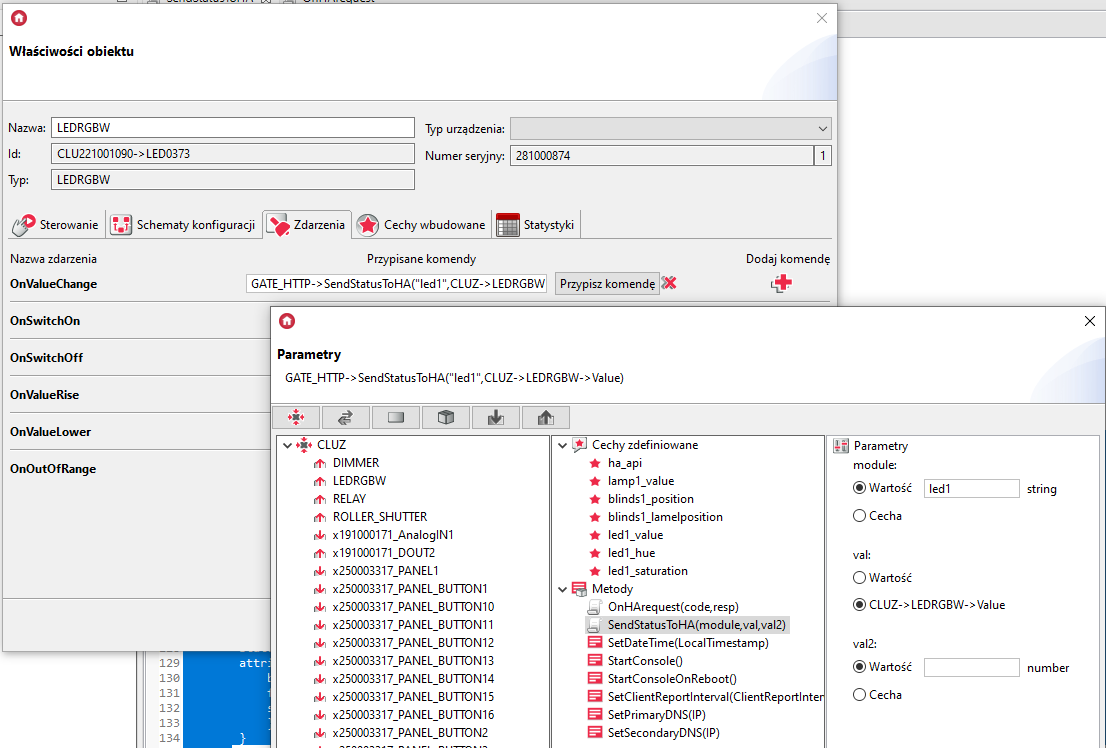 SendStatusToHA
OnHArequest
Właściwości obiektu
Nazwa: LEDRGBW
Typ urządzenia:
Id: CLU221001090->LED0373
Numer seryjny: 281000874 1
Typ: LEDRGBW
Sterowanie
Schematy konfiguracji
Zdarzenia
Cechy wbudowane
Statystyki
Nazwa zdarzenia
Przypisane komendy
Dodaj komendę
OnValueChange
GATE_HTTP->SendStatusToHA("led1",CLUZ->LEDRGBW
Przypisz komendę
OnSwitchOn
OnSwitchOff
OnValueRise
OnValueLower
OnOutOfRange
Parametry
GATE_HTTP->SendStatusToHA("led1",CLUZ->LEDRGBW->Value)
CLUZ
DIMMER
LEDRGBW
RELAY
ROLLER_SHUTTER
x191000171_AnalogIN1
x191000171_DOUT2
x250003317_PANEL1
x250003317_PANEL_BUTTON1
x250003317_PANEL_BUTTON10
x250003317_PANEL_BUTTON11
x250003317_PANEL_BUTTON12
x250003317_PANEL_BUTTON13
x250003317_PANEL_BUTTON14
x250003317_PANEL_BUTTON15
x250003317_PANEL_BUTTON16
x250003317_PANEL_BUTTON2
Cechy zdefiniowane
ha_api
lamp1_value
blinds1_position
blinds1_lamelposition
led1_value
led1_hue
led1_saturation
Metody
OnHArequest(code,resp)
SendStatusToHA(module,val,val2)
SetDateTime(LocalTimestamp)
StartConsole()
StartConsoleOnReboot()
SetClientReportInterval(ClientReportInter
SetPrimaryDNS(IP)
SetSecondaryDNS(IP)
Parametry
module:
Wartość led1 string
Cecha
val:
Wartość
CLUZ->LEDRGBW->Value
val2:
Wartość number
Cecha
129 attri
130
131
132
133
134 }